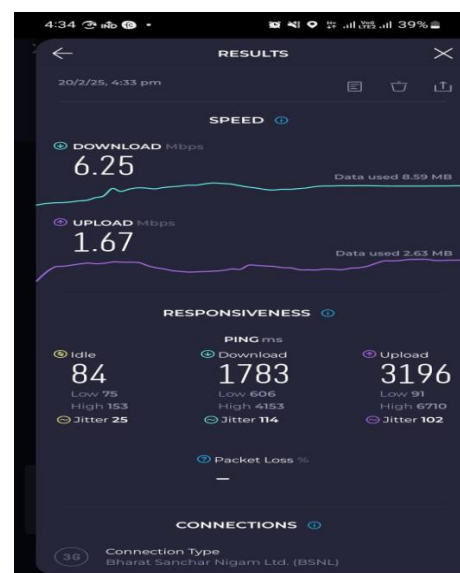 4:34
39%
RESULTS
20/2/25, 4:33 pm
SPEED
DOWNLOAD Mbps
6.25
Data used 8.59 MB
UPLOAD Mbps
1.67
Data used 2.63 MB
RESPONSIVENESS
PING ms
Idle Download Upload
84 1783 3196
Low 75 Low 606 Low 91
High 153 High 4153 High 6710
Jitter 25 Jitter 114 Jitter 102
Packet Loss %
—
CONNECTIONS
3G
Connection Type
Bharat Sanchar Nigam Ltd. (BSNL)